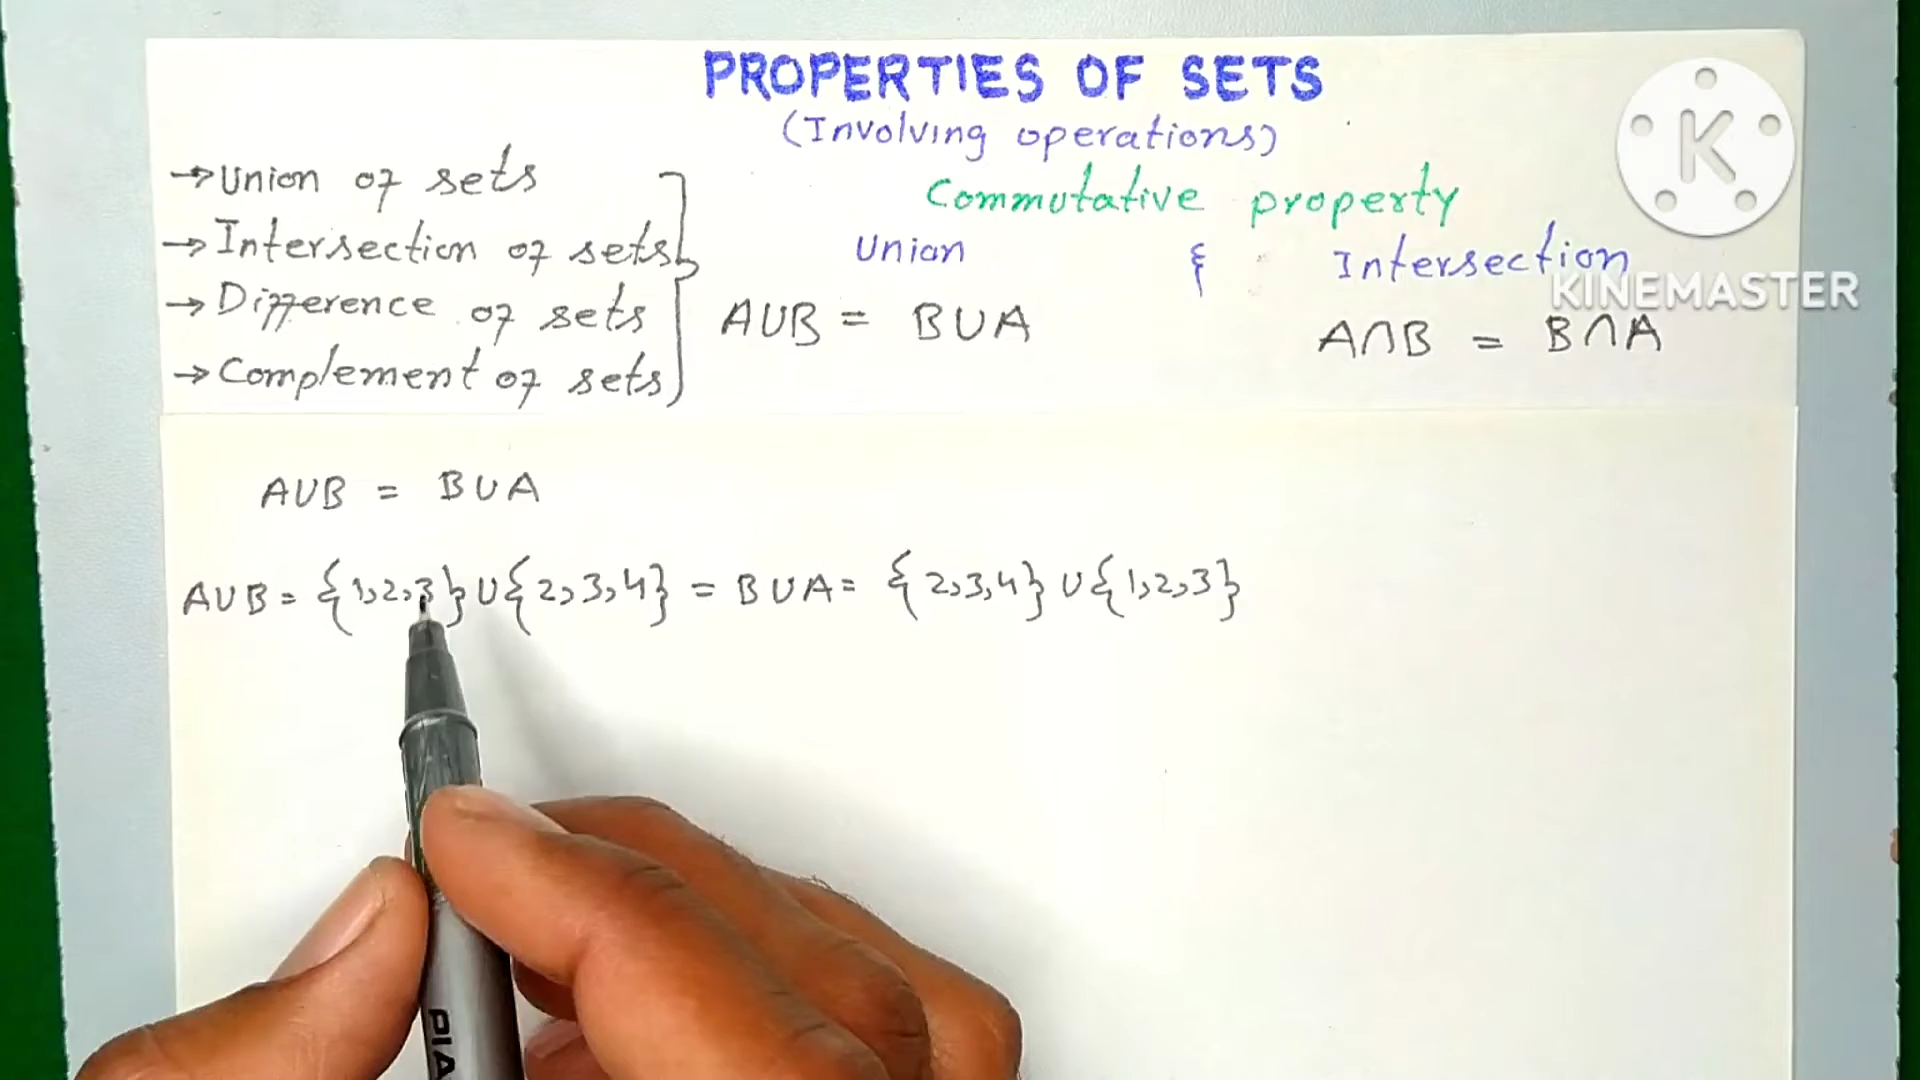 PROPERTIES OF SETS
(Involving operations)
→Union of sets
→Intersection of sets
→Difference of sets
→Complement of sets
Commutative property
Union & Intersection
A∪B = B∪A
A∩B = B∩A
K
KINEMASTER
A∪B = B∪A
A∪B = {1,2,3}∪{2,3,4} = B∪A= {2,3,4}∪{1,2,3}